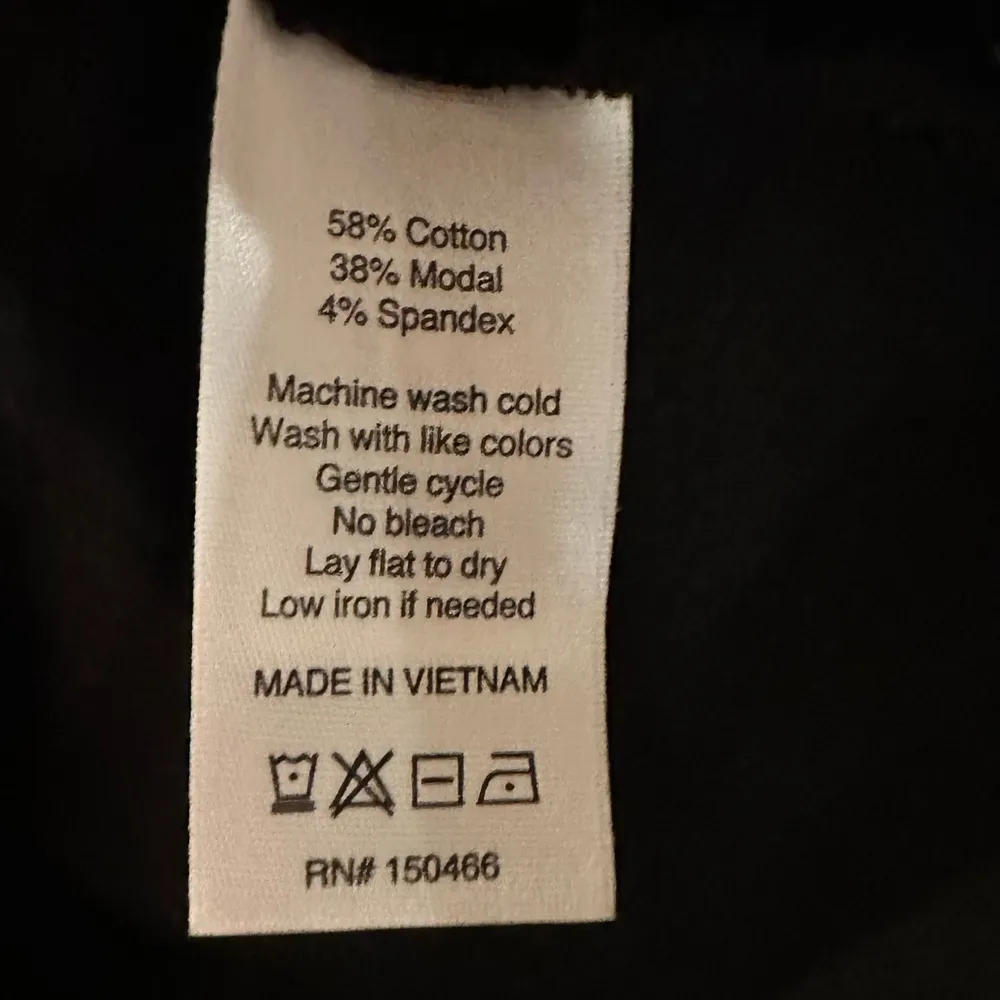 58% Cotton
38% Modal
4% Spandex
Machine wash cold
Wash with like colors
Gentle cycle
No bleach
Lay flat to dry
Low iron if needed
MADE IN VIETNAM
RN# 150466